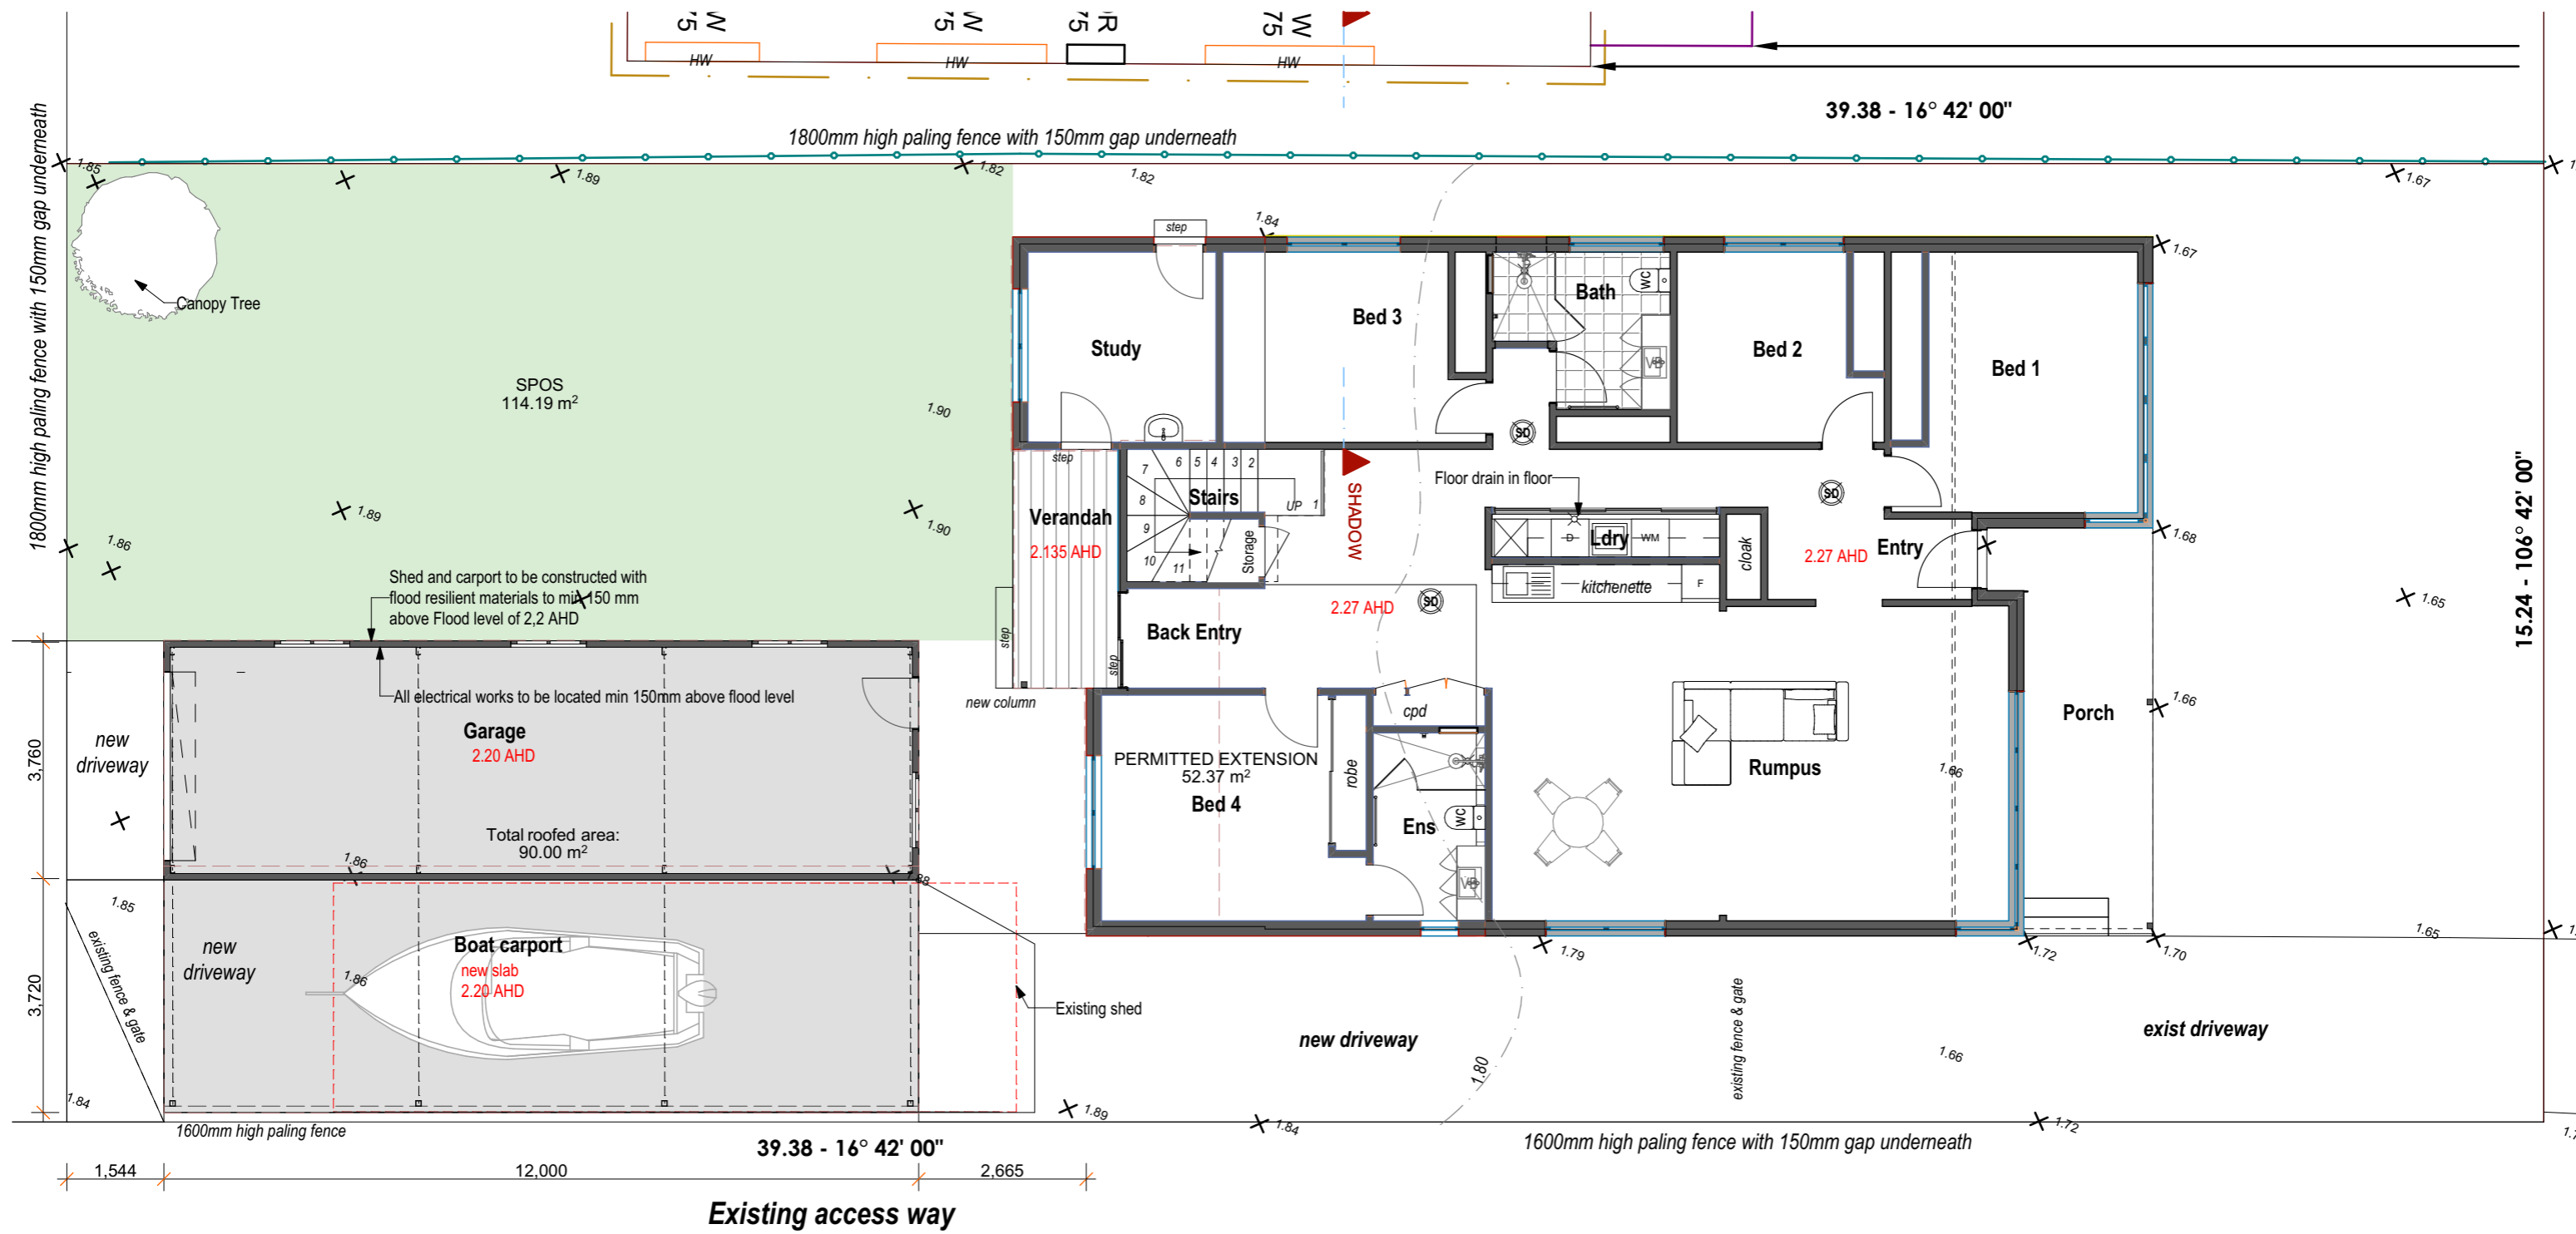 W
75
W
75
OR
75
W
75
HW
HW
HW
39.38 - 16° 42' 00"
1800mm high paling fence with 150mm gap underneath
1800mm high paling fence with 150mm gap underneath
1.85
1.89
1.82
1.82
1.84
1.67
1.67
step
Canopy Tree
Study
Bed 3
Bath
WC
VB
Bed 2
Bed 1
SPOS
114.19 m²
1.90
SD
step
1.89
1.90
1.86
Verandah
2.135 AHD
7
6
5
4
3
2
8
9
10
11
Stairs
UP
1
Storage
SHADOW
Floor drain in floor
SD
D
Ldry
WM
kitchenette
F
cloak
2.27 AHD
Entry
1.68
1.65
15.24 - 106° 42' 00"
Shed and carport to be constructed with
flood resilient materials to min 150 mm
above Flood level of 2,2 AHD
2.27 AHD
SD
Back Entry
step
step
All electrical works to be located min 150mm above flood level
new column
cpd
Garage
2.20 AHD
new
driveway
3,760
PERMITTED EXTENSION
52.37 m²
Bed 4
robe
Ens
WC
VB
Rumpus
1.66
Porch
1.66
Total roofed area:
90.00 m²
1.86
1.88
1.85
existing fence & gate
new
driveway
Boat carport
new slab
2.20 AHD
1.86
3,720
Existing shed
1.79
1.72
1.70
1.65
new driveway
1.80
existing fence & gate
exist driveway
1.66
1.84
1.89
1.84
1.72
1600mm high paling fence
39.38 - 16° 42' 00"
1600mm high paling fence with 150mm gap underneath
1,544
12,000
2,665
Existing access way